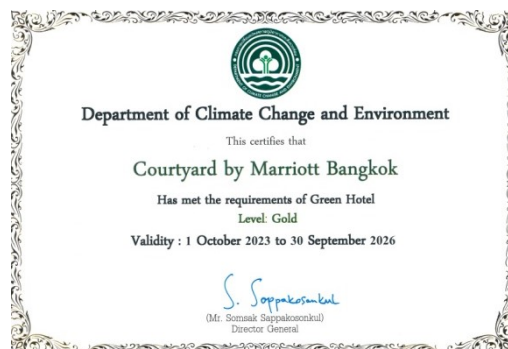 Department of Climate Change and Environment
This certifies that
Courtyard by Marriott Bangkok
Has met the requirements of Green Hotel
Level: Gold
Validity : 1 October 2023 to 30 September 2026
S. Sappakosonkul
(Mr. Somsak Sappakosonkul)
Director General